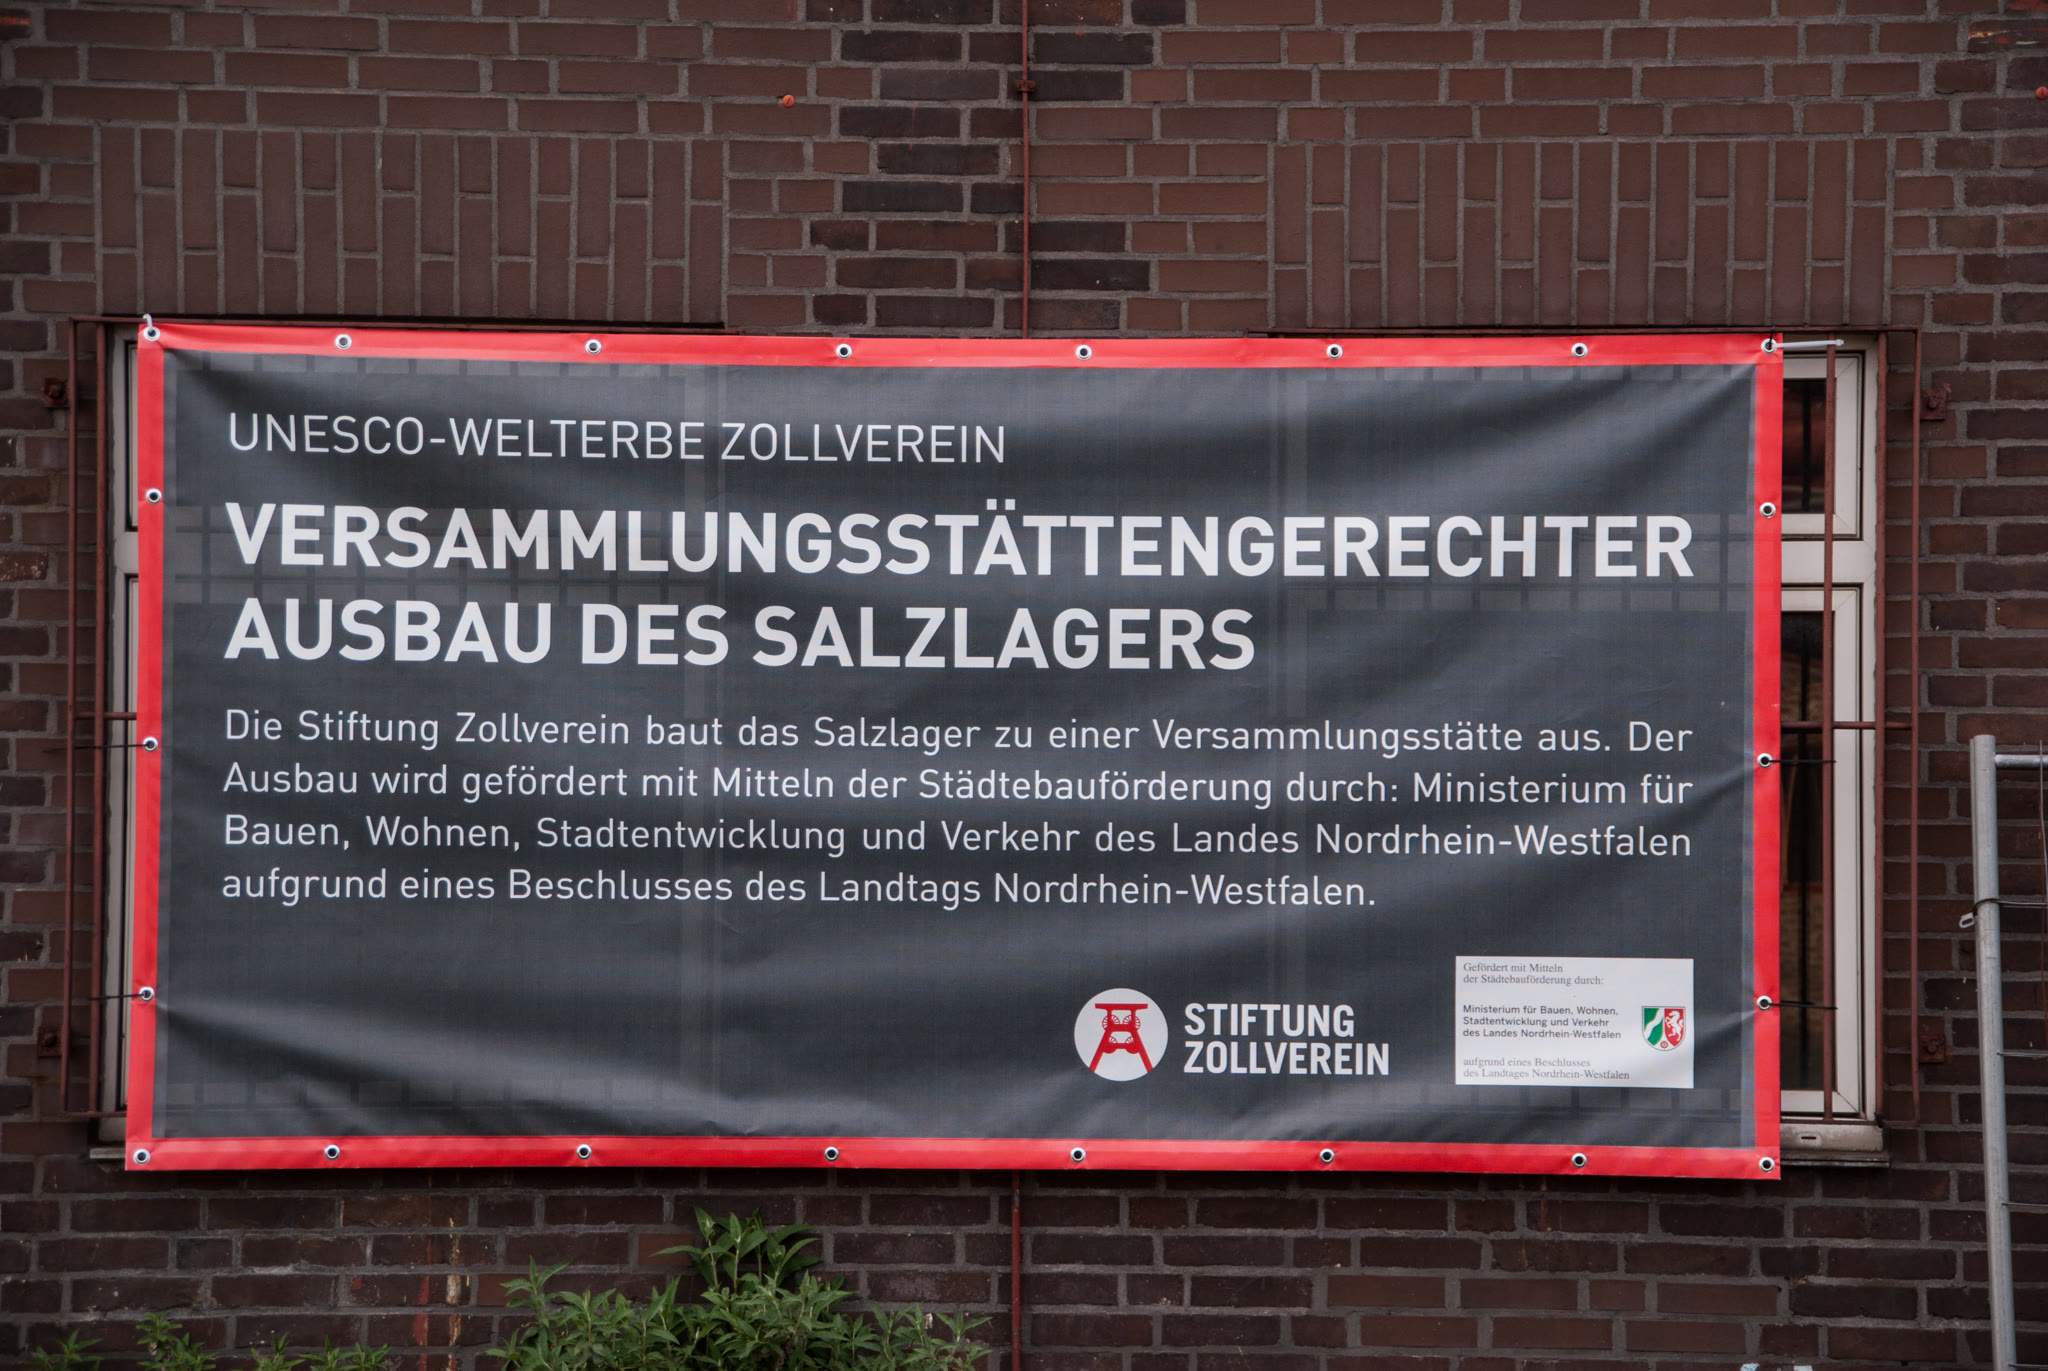 UNESCO-WELTERBE ZOLLVEREIN
VERSAMMLUNGSSTÄTTENGERECHTER
AUSBAU DES SALZLAGERS
Die Stiftung Zollverein baut das Salzlager zu einer Versammlungsstätte aus. Der
Ausbau wird gefördert mit Mitteln der Städtebauförderung durch: Ministerium für
Bauen, Wohnen, Stadtentwicklung und Verkehr des Landes Nordrhein-Westfalen
aufgrund eines Beschlusses des Landtags Nordrhein-Westfalen.
STIFTUNG
ZOLLVEREIN
Gefördert mit Mitteln
der Städtebauförderung durch:
Ministerium für Bauen, Wohnen,
Stadtentwicklung und Verkehr
des Landes Nordrhein-Westfalen
aufgrund eines Beschlusses
des Landtages Nordrhein-Westfalen